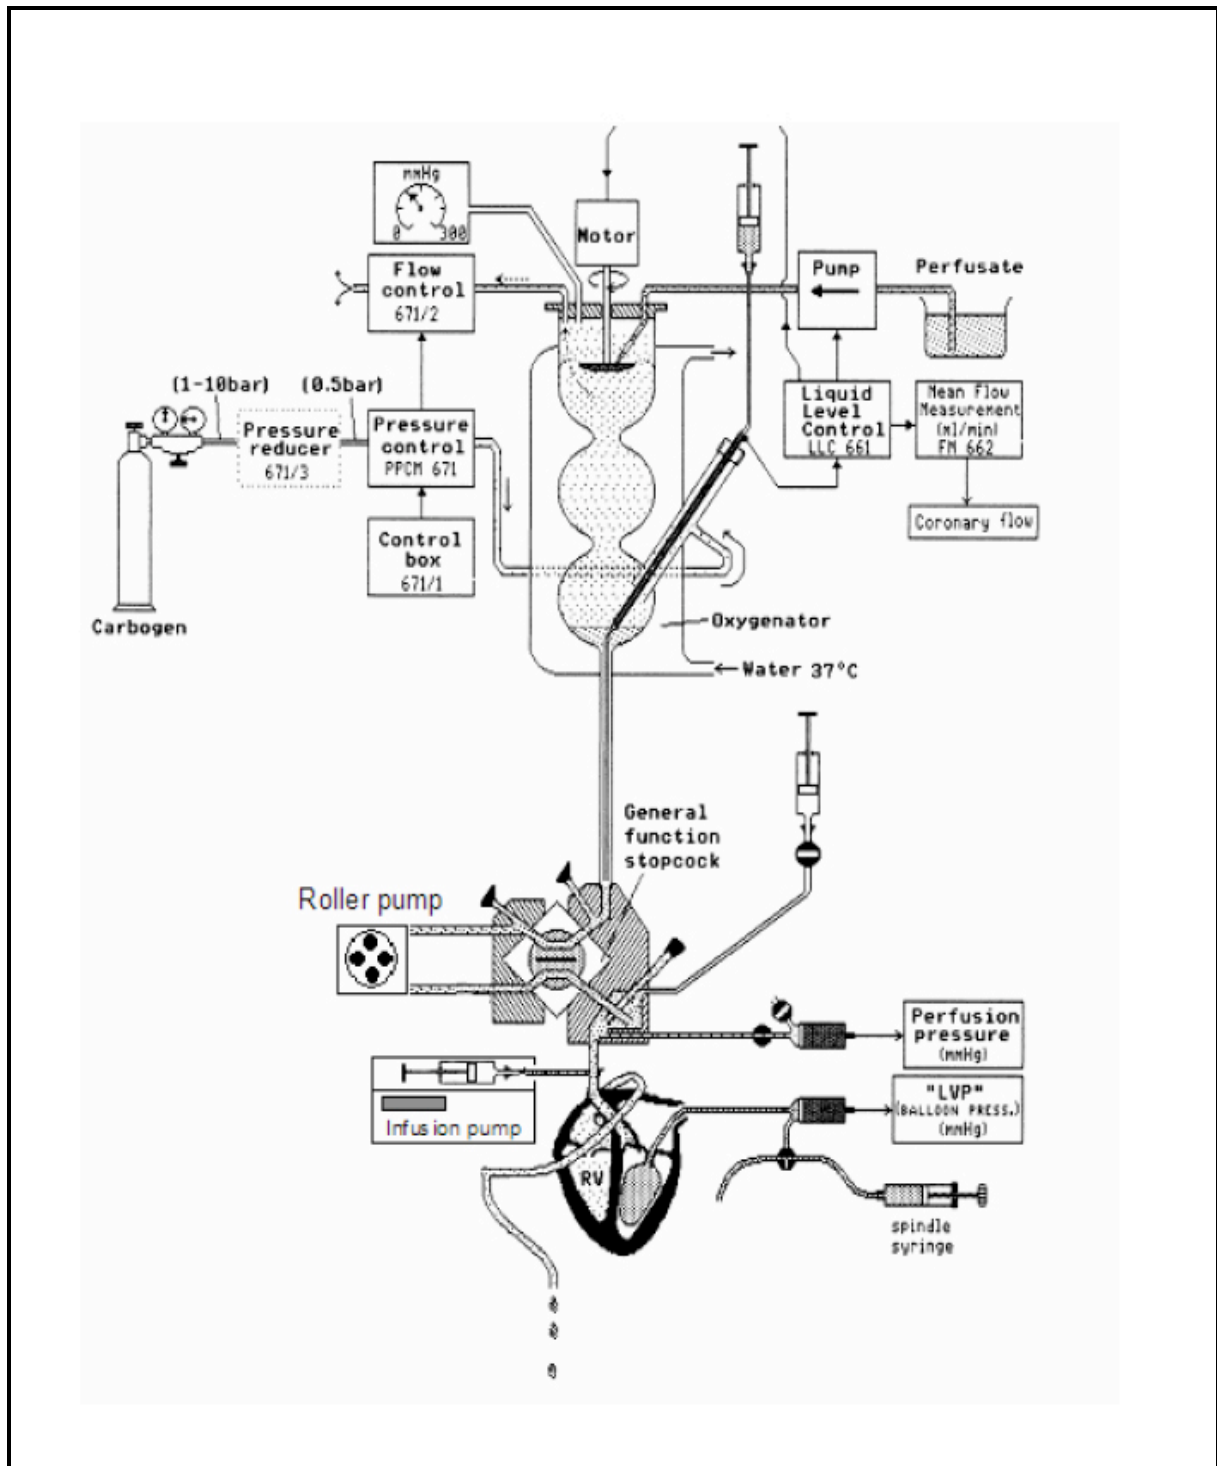 mmHg
0 300
Motor
Flow
control
671/2
Pump
Perfusate
(1-10bar)
(0.5bar)
Pressure
reducer
671/3
Pressure
control
PPCM 671
Liquid
Level
Control
LLC 661
Mean flow
Measurement
(ml/min)
FM 662
Coronary flow
Control
box
671/1
Carbogen
Oxygenator
Water 37°C
General
function
stopcock
Roller pump
Perfusion
pressure
(mmHg)
"LVP"
(BALLOON PRESS.)
(mmHg)
Infusion pump
RV
spindle
syringe